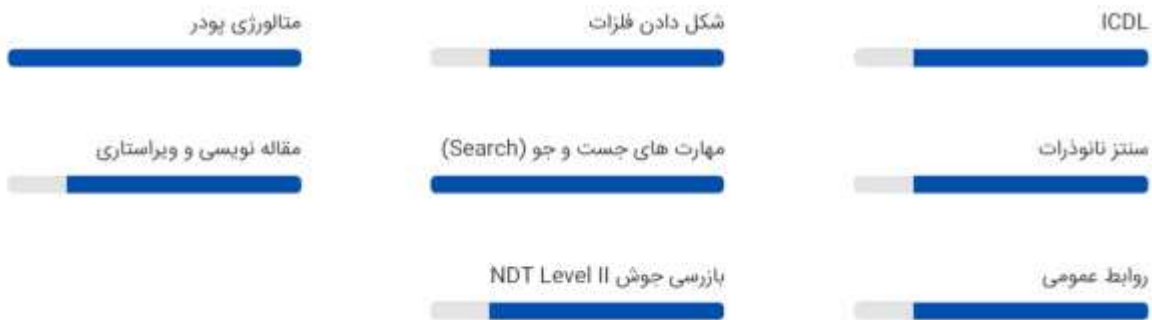 ICDL
شکل دادن فلزات
متالورژی پودر
سنتز نانوذرات
مهارت های جست و جو (Search)
مقاله نویسی و ویراستاری
روابط عمومی
بازرسی جوش NDT Level II